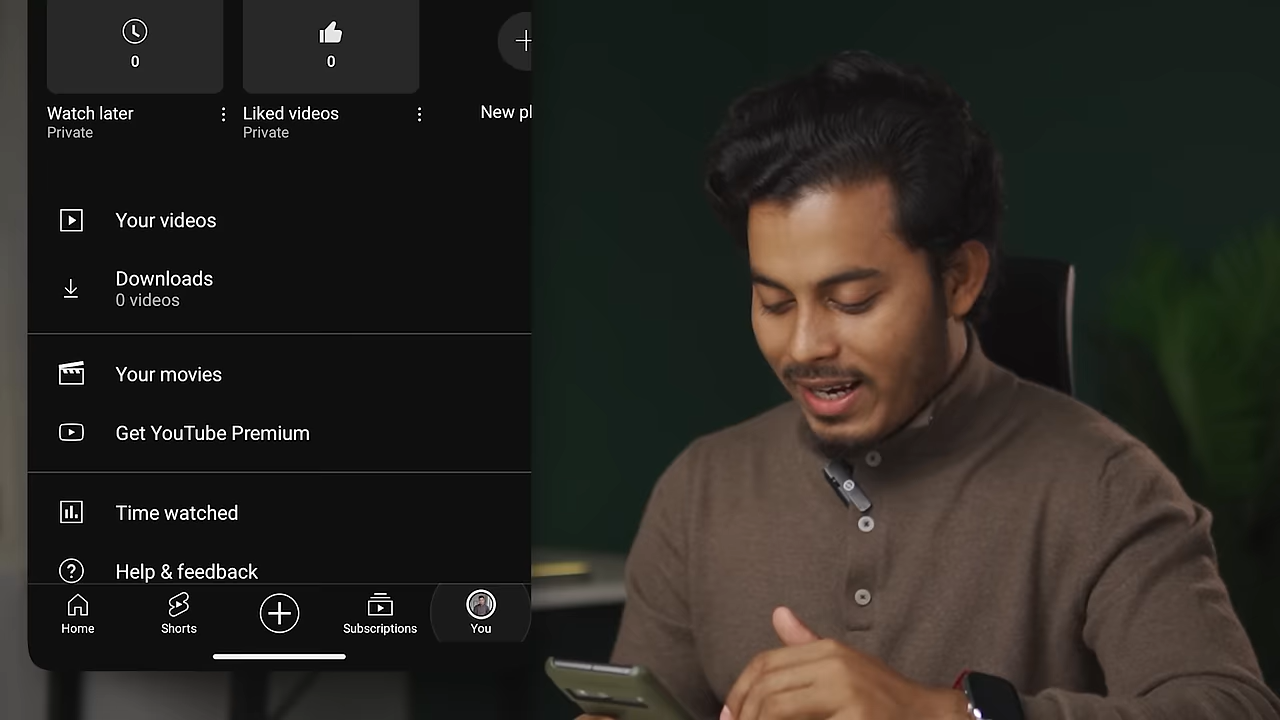 0
0
Watch later
Private
Liked videos
Private
New pl
Your videos
Downloads
0 videos
Your movies
Get YouTube Premium
Time watched
Help & feedback
Home
Shorts
Subscriptions
You